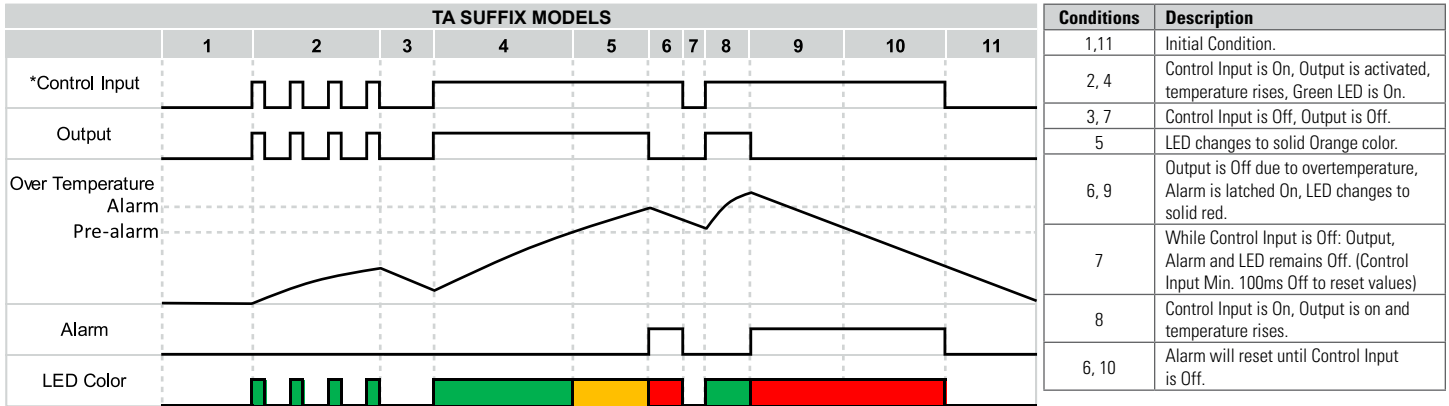 TA SUFFIX MODELS
1 2 3 4 5 6 7 8 9 10 11
*Control Input
Output
Over Temperature
Alarm
Pre-alarm
Alarm
LED Color
Conditions Description
1,11 Initial Condition.
2, 4 Control Input is On, Output is activated,
temperature rises, Green LED is On.
3, 7 Control Input is Off, Output is Off.
5 LED changes to solid Orange color.
6, 9 Output is Off due to overtemperature,
Alarm is latched On, LED changes to
solid red.
7 While Control Input is Off: Output,
Alarm and LED remains Off. (Control
Input Min. 100ms Off to reset values)
8 Control Input is On, Output is on and
temperature rises.
6, 10 Alarm will reset until Control Input
is Off.